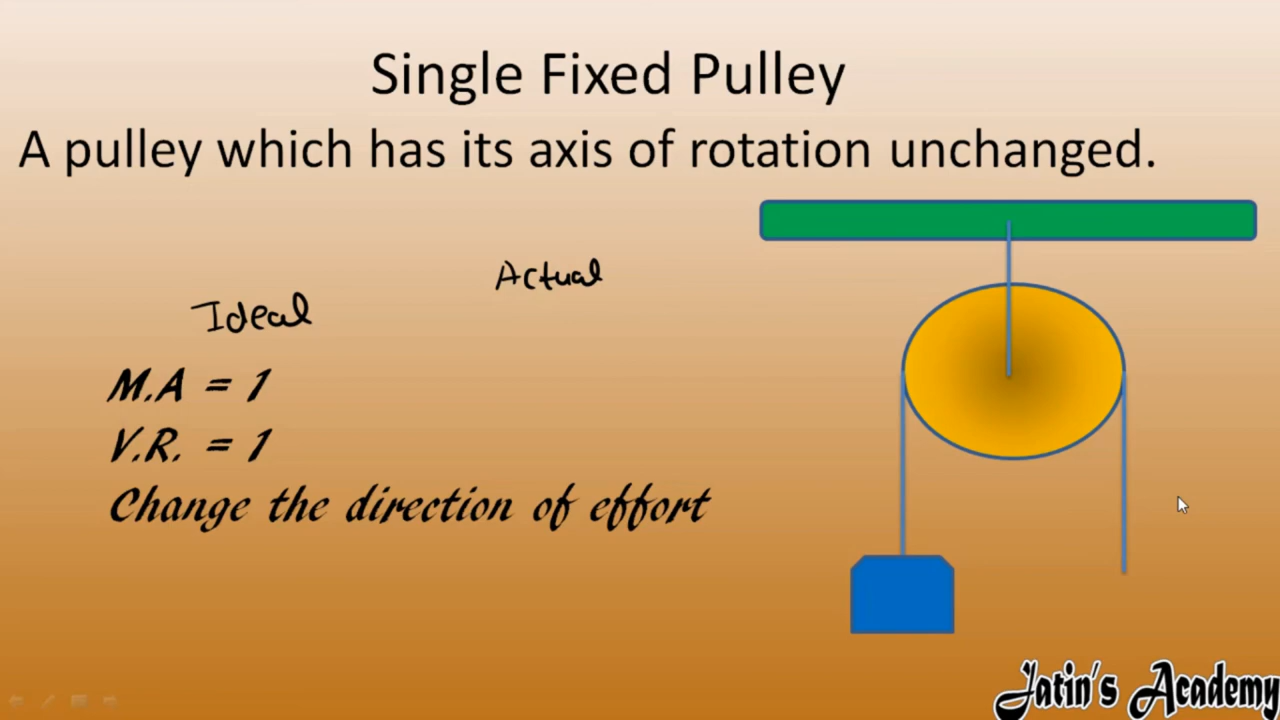 Single Fixed Pulley
A pulley which has its axis of rotation unchanged.
Actual
Ideal
M.A = 1
V.R. = 1
Change the direction of effort
Jatin's Academy